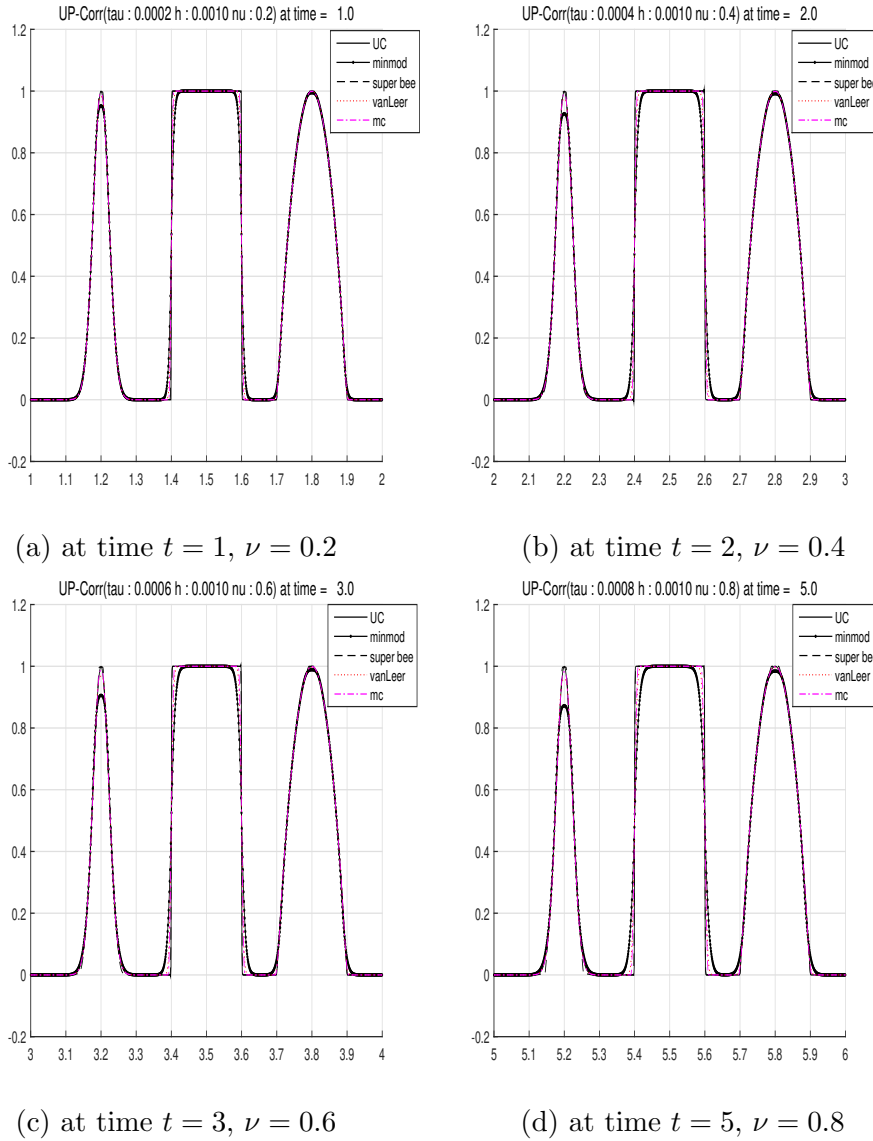 UP-Corr(tau : 0.0002 h : 0.0010 nu : 0.2) at time = 1.0
UC
minmod
super bee
vanLeer
mc
1.2
1
0.8
0.6
0.4
0.2
0
-0.2
1 1.1 1.2 1.3 1.4 1.5 1.6 1.7 1.8 1.9 2
(a) at time t = 1, ν = 0.2
UP-Corr(tau : 0.0004 h : 0.0010 nu : 0.4) at time = 2.0
UC
minmod
super bee
vanLeer
mc
1.2
1
0.8
0.6
0.4
0.2
0
-0.2
2 2.1 2.2 2.3 2.4 2.5 2.6 2.7 2.8 2.9 3
(b) at time t = 2, ν = 0.4
UP-Corr(tau : 0.0006 h : 0.0010 nu : 0.6) at time = 3.0
UC
minmod
super bee
vanLeer
mc
1.2
1
0.8
0.6
0.4
0.2
0
-0.2
3 3.1 3.2 3.3 3.4 3.5 3.6 3.7 3.8 3.9 4
(c) at time t = 3, ν = 0.6
UP-Corr(tau : 0.0008 h : 0.0010 nu : 0.8) at time = 5.0
UC
minmod
super bee
vanLeer
mc
1.2
1
0.8
0.6
0.4
0.2
0
-0.2
5 5.1 5.2 5.3 5.4 5.5 5.6 5.7 5.8 5.9 6
(d) at time t = 5, ν = 0.8